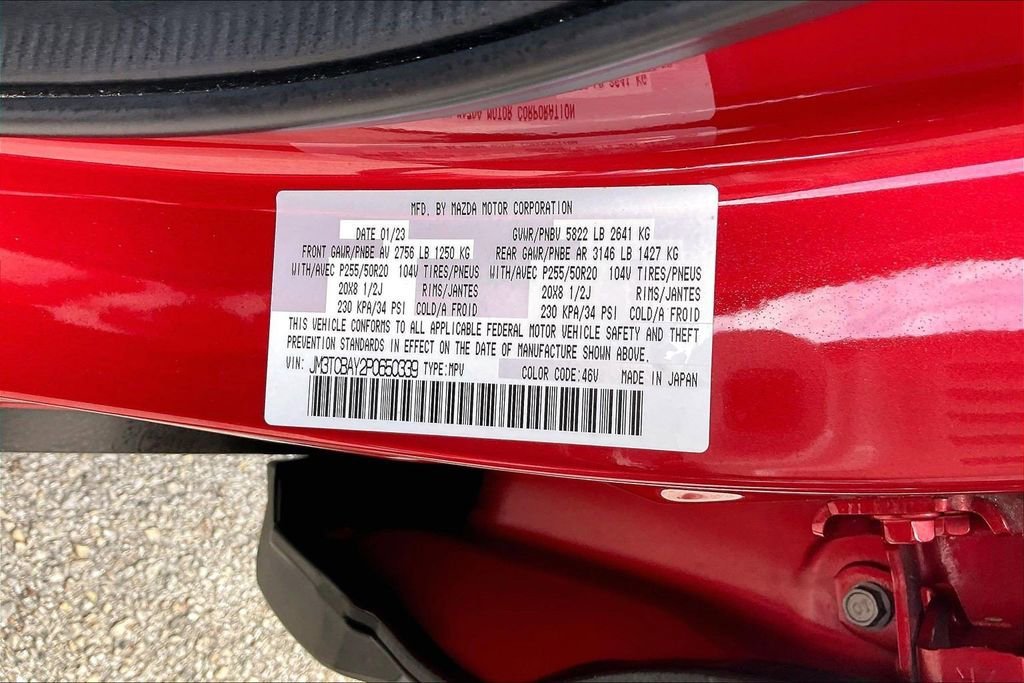 MFD. BY MAZDA MOTOR CORPORATION
DATE 01/23 GVWR/PNBV 5822 LB 2641 KG
FRONT GAWR/PNBE AV 2756 LB 1250 KG REAR GAWR/PNBE AR 3146 LB 1427 KG
WITH/AVEC P255/50R20 104V TIRES/PNEUS WITH/AVEC P255/50R20 104V TIRES/PNEUS
20X8 1/2J RIMS/JANTES 20X8 1/2J RIMS/JANTES
230 KPA/34 PSI COLD/A FROID 230 KPA/34 PSI COLD/A FROID
THIS VEHICLE CONFORMS TO ALL APPLICABLE FEDERAL MOTOR VEHICLE SAFETY AND THEFT
PREVENTION STANDARDS IN EFFECT ON THE DATE OF MANUFACTURE SHOWN ABOVE.
VIN: JM3TCBAY2P0650339 TYPE:MPV COLOR CODE:46V MADE IN JAPAN